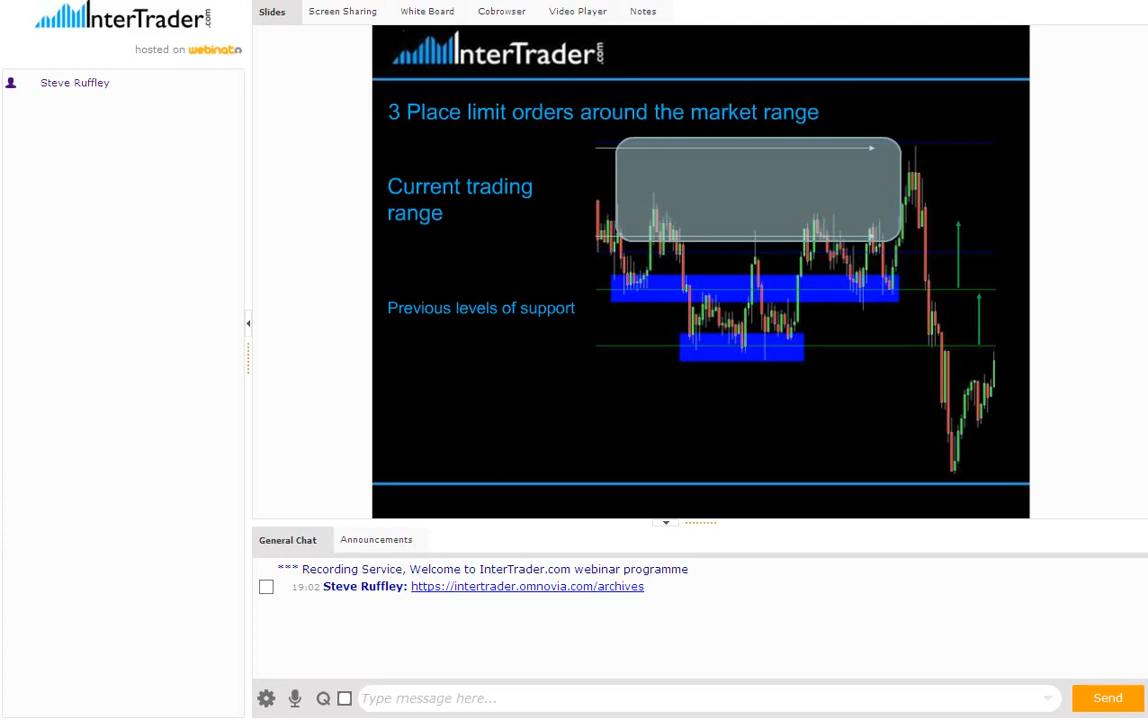 InterTrader.com
hosted on webinato
Steve Ruffley
Slides
Screen Sharing
White Board
Cobrowser
Video Player
Notes
InterTrader.com
3 Place limit orders around the market range
Current trading
range
Previous levels of support
General Chat
Announcements
*** Recording Service, Welcome to InterTrader.com webinar programme
19:02 Steve Ruffley: https://intertrader.omnovia.com/archives
Q
Type message here...
Send